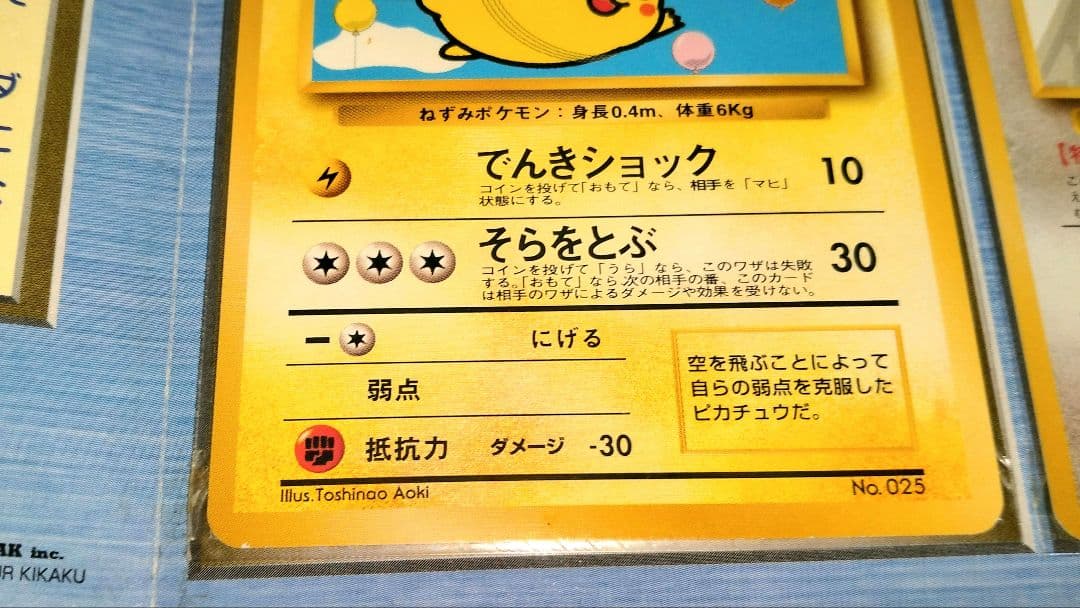 ねずみポケモン：身長0.4m、体重6Kg
でんきショック 10
コインを投げて「おもて」なら、相手を「マヒ」
状態にする。
そらをとぶ 30
コインを投げて「うら」なら、このワザは失敗
する。「おもて」なら次の相手の番、このカード
は相手のワザによるダメージや効果を受けない。
にげる
弱点
抵抗力 ダメージ -30
空を飛ぶことによって
自らの弱点を克服した
ピカチュウだ。
Illus.Toshinao Aoki
No. 025
inc.
KIKAKU